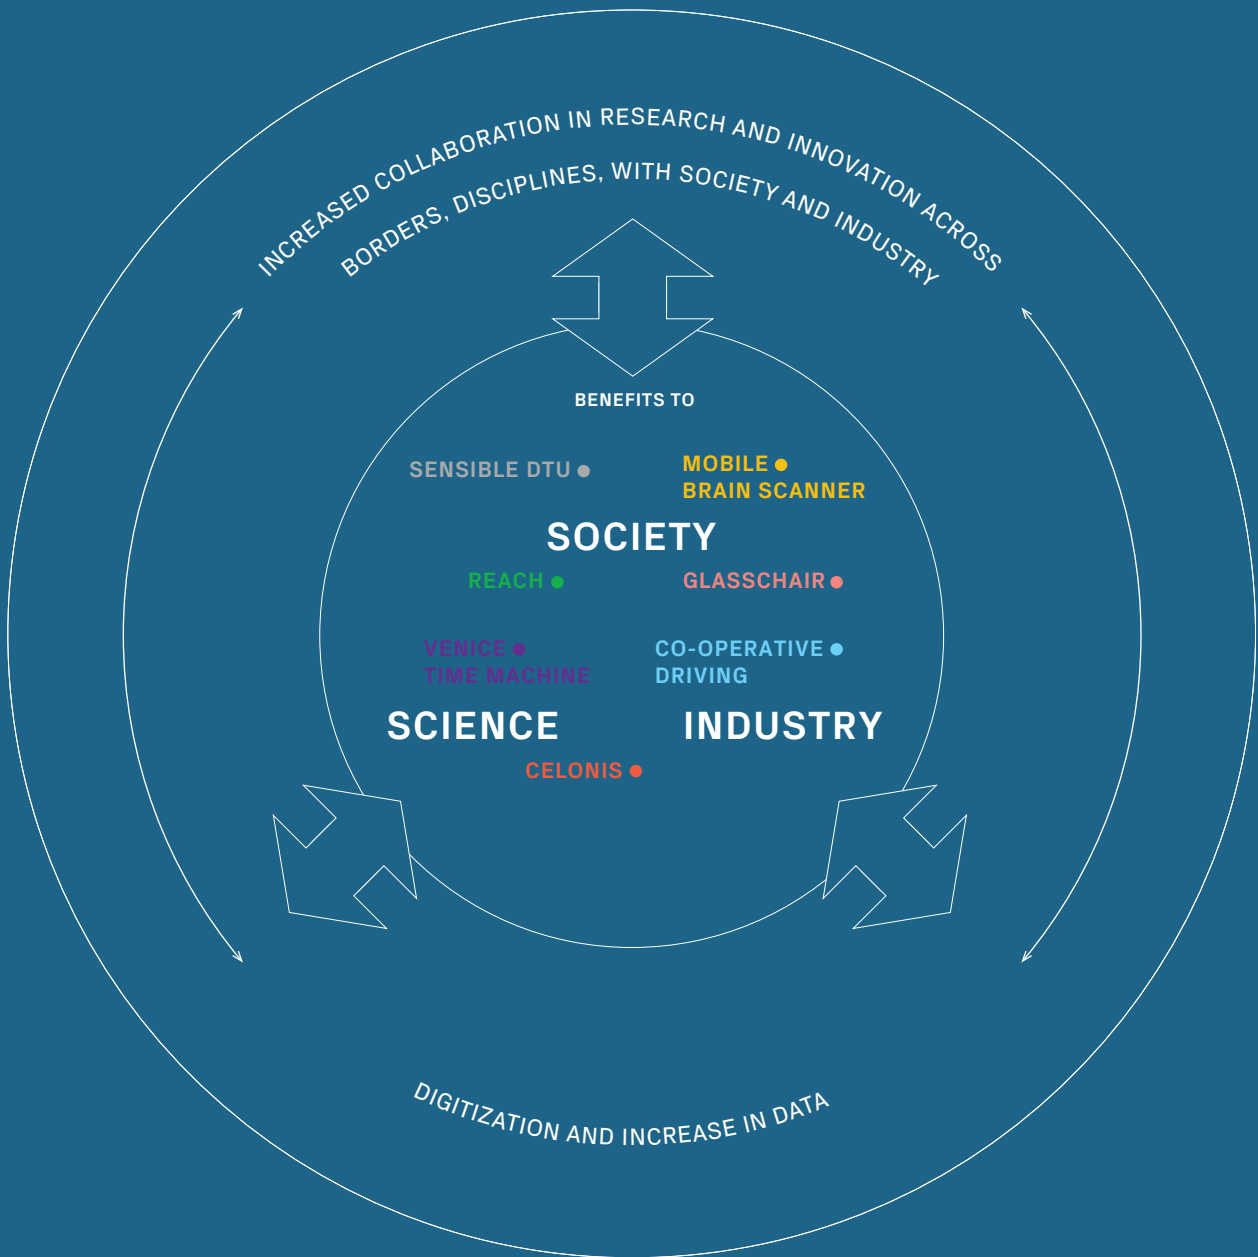 INCREASED COLLABORATION IN RESEARCH AND INNOVATION ACROSS
BORDERS, DISCIPLINES, WITH SOCIETY AND INDUSTRY
BENEFITS TO
SENSIBLE DTU
MOBILE
BRAIN SCANNER
SOCIETY
REACH
GLASSCHAIR
VENICE
TIME MACHINE
CO-OPERATIVE
DRIVING
SCIENCE
INDUSTRY
CELONIS
DIGITIZATION AND INCREASE IN DATA